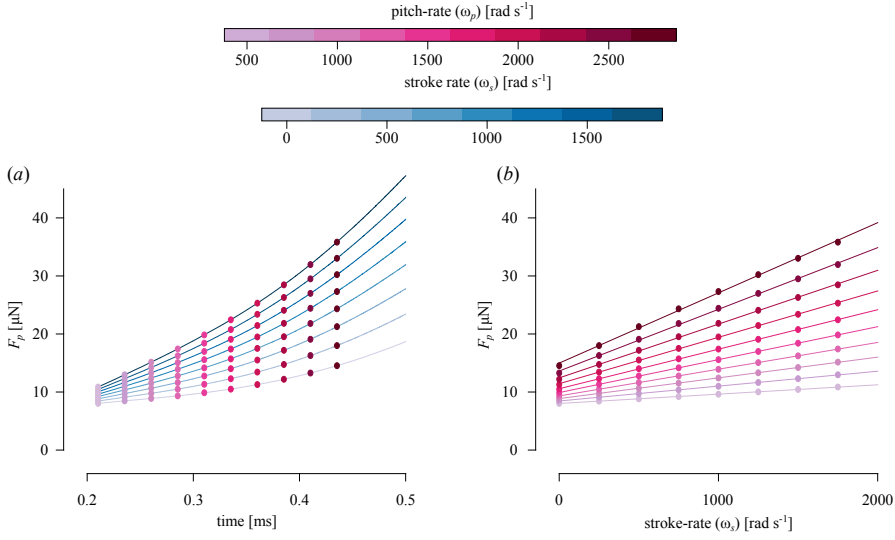 pitch-rate (ωp) [rad s-1]
500 1000 1500 2000 2500
stroke rate (ωs) [rad s-1]
0 500 1000 1500
(a)
Fp [μN]
40
30
20
10
0
0.2 0.3 0.4 0.5
time [ms]
(b)
Fp [μN]
40
30
20
10
0
0 1000 2000
stroke-rate (ωs) [rad s-1]